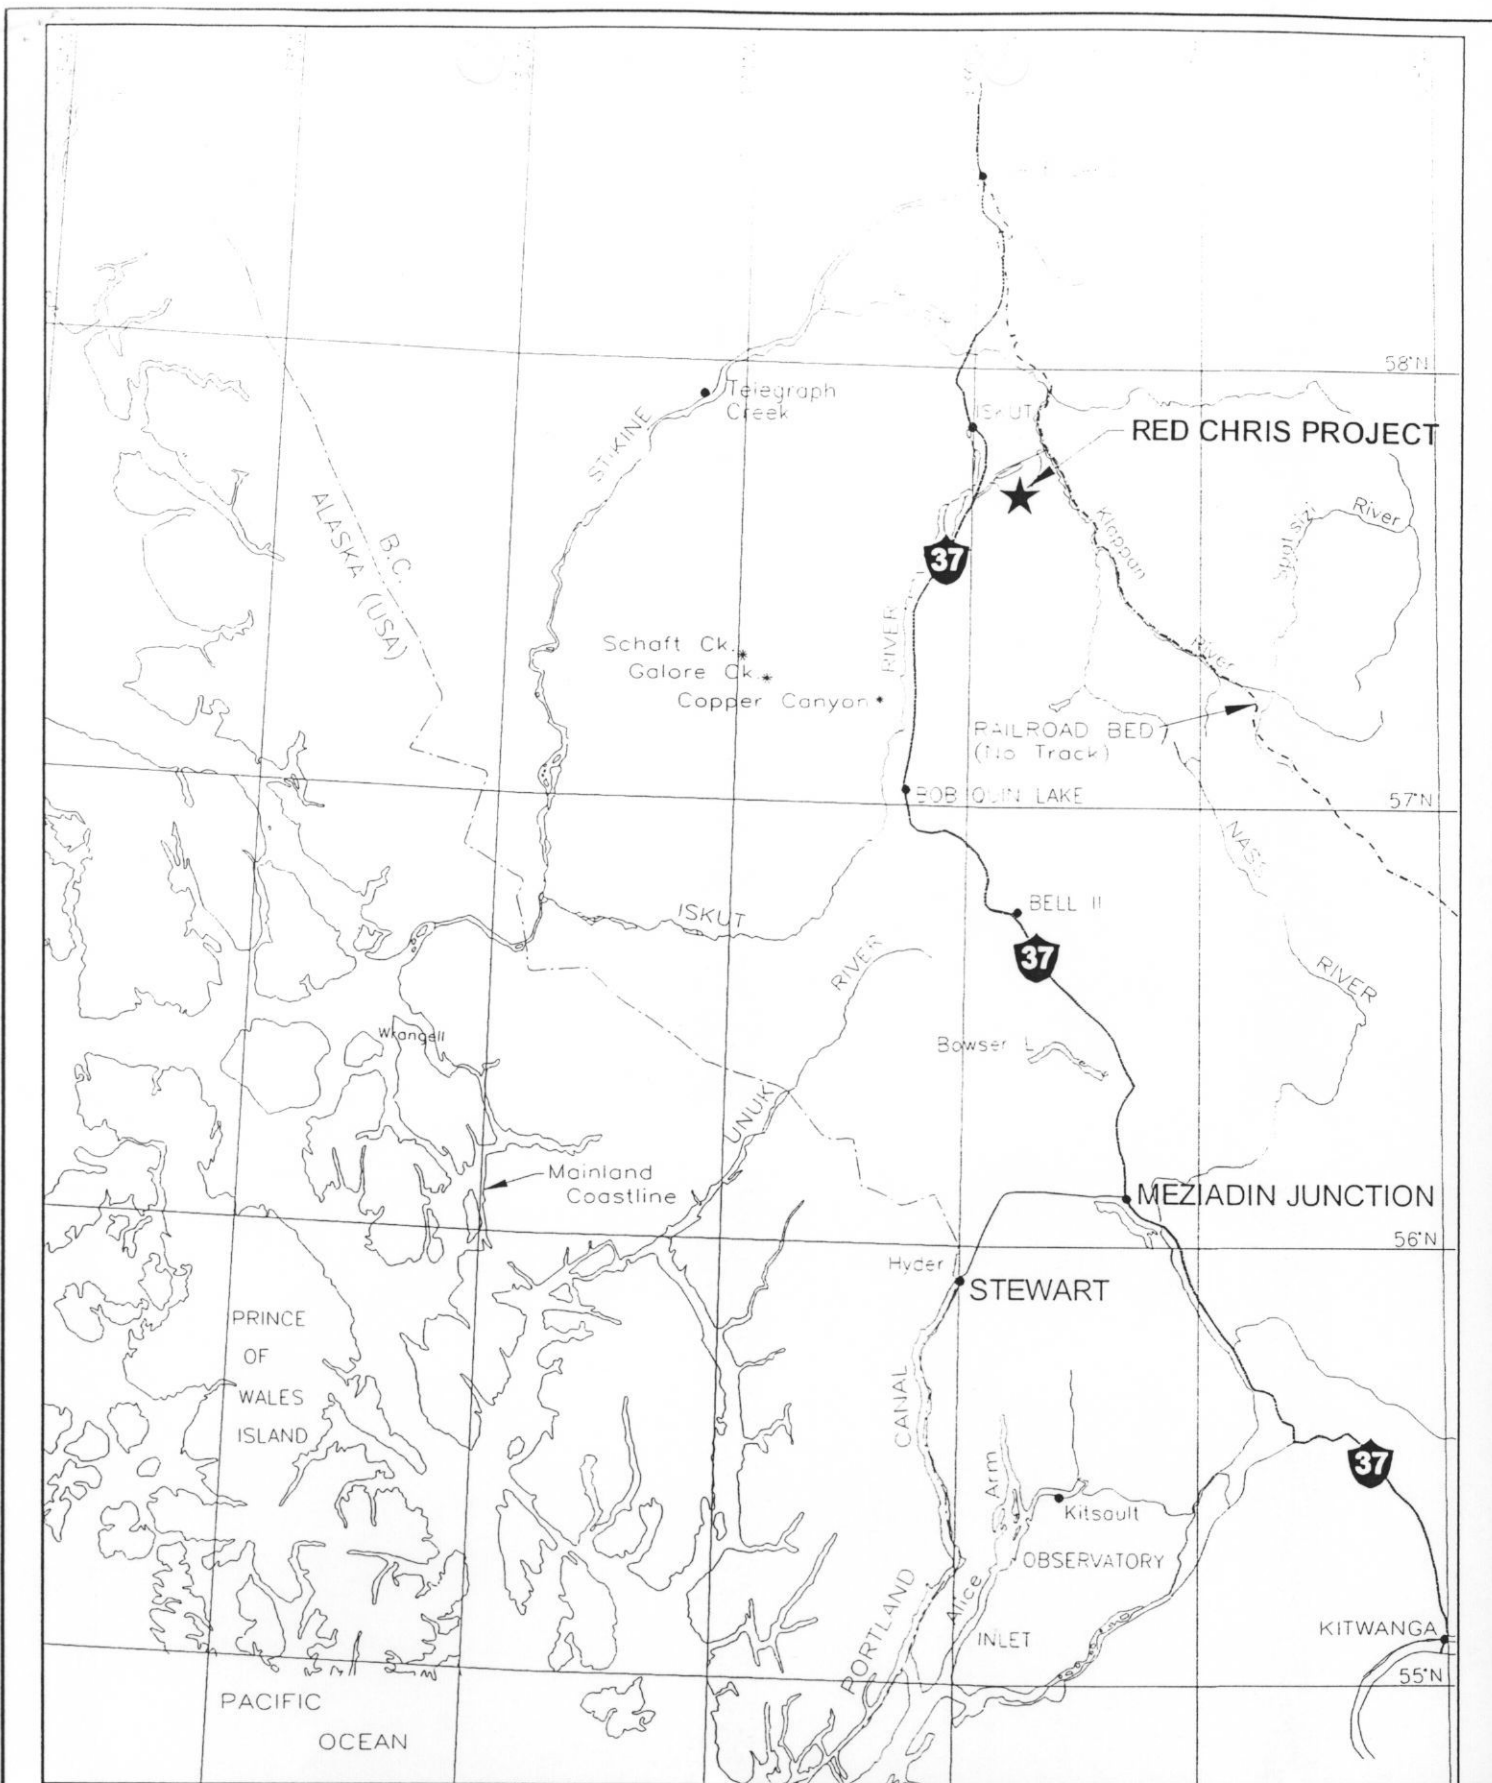 58°N
Telegraph
Creek
ISKUT
RED CHRIS PROJECT
STIKINE
B.C.
ALASKA (USA)
37
Klappan
River
Spatsizi
River
RIVER
Schaft Ck.
Galore Ck.
Copper Canyon
RAILROAD BED
(No Track)
BOB QUIN LAKE
57°N
NASS
RIVER
ISKUT
BELL II
37
RIVER
Bowser L
Wrangell
UNUK
Mainland
Coastline
MEZIADIN JUNCTION
56°N
Hyder
STEWART
PRINCE
OF
WALES
ISLAND
CANAL
PORTLAND
Arm
Alice
Kitsault
OBSERVATORY
INLET
37
KITWANGA
55°N
PACIFIC
OCEAN